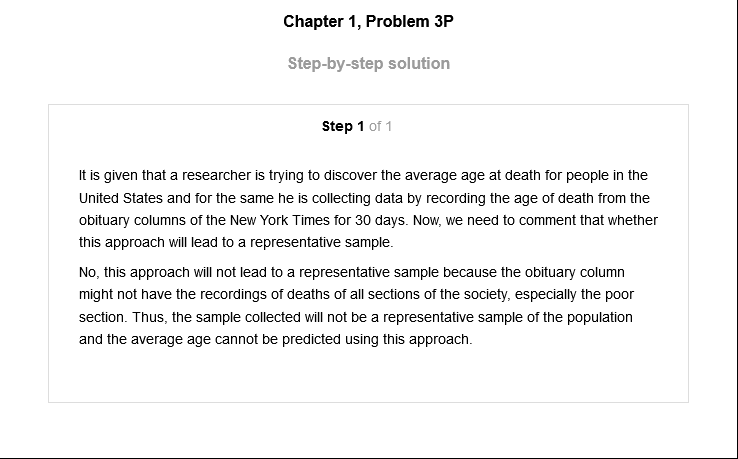 Chapter 1, Problem 3P
Step-by-step solution
Step 1 of 1
It is given that a researcher is trying to discover the average age at death for people in the
United States and for the same he is collecting data by recording the age of death from the
obituary columns of the New York Times for 30 days. Now, we need to comment that whether
this approach will lead to a representative sample.
No, this approach will not lead to a representative sample because the obituary column
might not have the recordings of deaths of all sections of the society, especially the poor
section. Thus, the sample collected will not be a representative sample of the population
and the average age cannot be predicted using this approach.